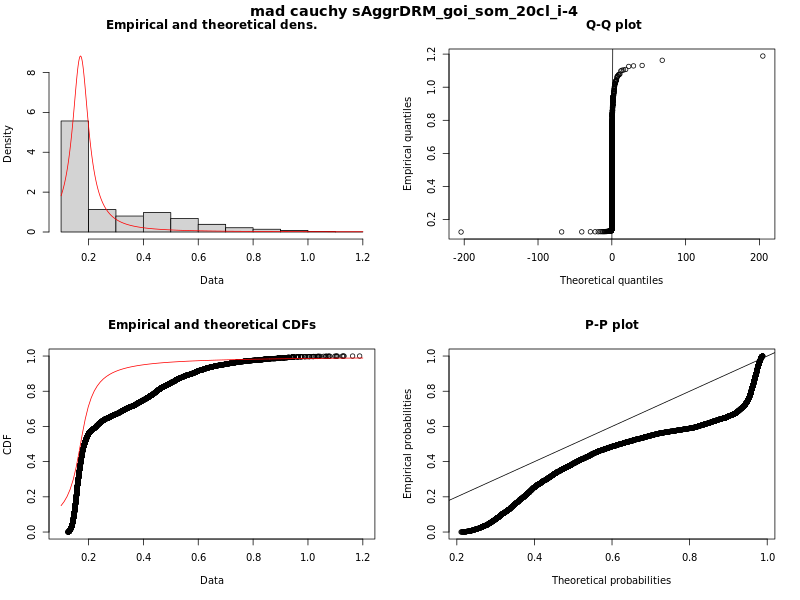 mad cauchy sAggrDRM_goi_som_20cl_i-4
Empirical and theoretical dens.
Density
0 2 4 6 8
0.2 0.4 0.6 0.8 1.0 1.2
Data
Q-Q plot
Empirical quantiles
0.2 0.4 0.6 0.8 1.0 1.2
-200 -100 0 100 200
Theoretical quantiles
Empirical and theoretical CDFs
CDF
0.0 0.2 0.4 0.6 0.8 1.0
0.2 0.4 0.6 0.8 1.0 1.2
Data
P-P plot
Empirical probabilities
0.0 0.2 0.4 0.6 0.8 1.0
0.2 0.4 0.6 0.8 1.0
Theoretical probabilities